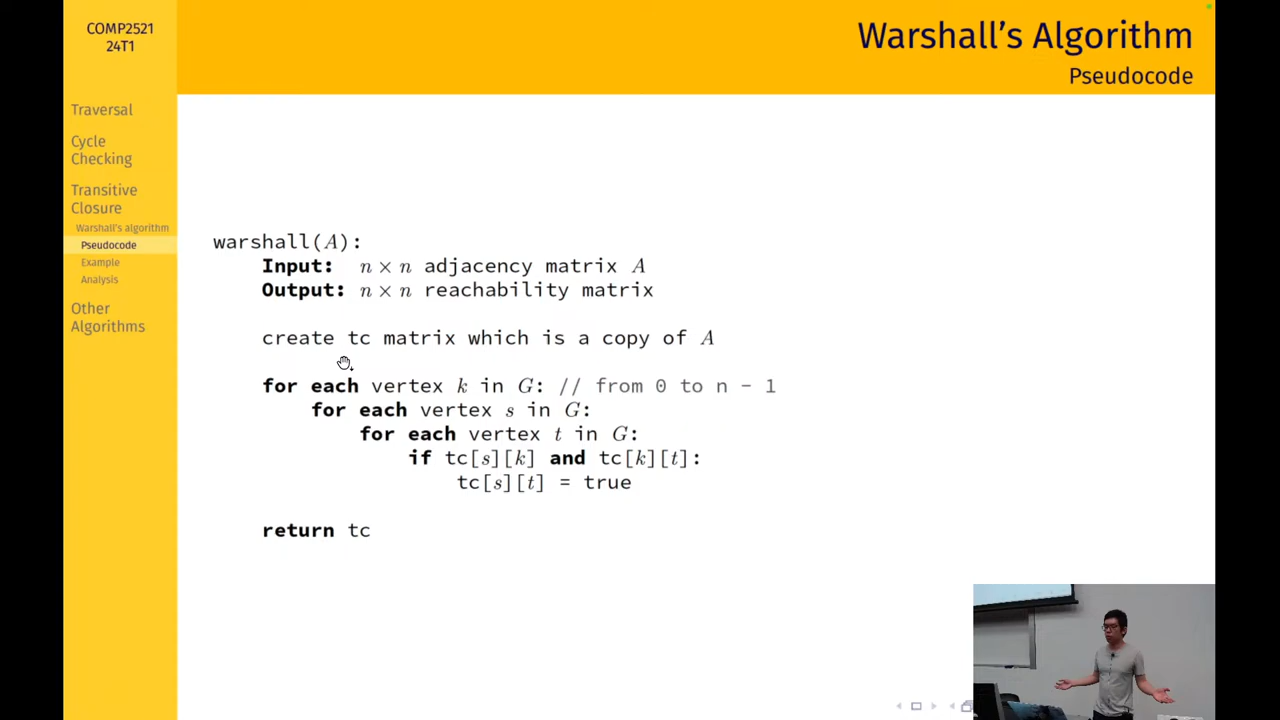 COMP2521
24T1
Warshall's Algorithm
Pseudocode
Traversal
Cycle
Checking
Transitive
Closure
Warshall's algorithm
Pseudocode
Example
Analysis
Other
Algorithms
warshall(A):
Input: n × n adjacency matrix A
Output: n × n reachability matrix
create tc matrix which is a copy of A
for each vertex k in G: // from 0 to n - 1
for each vertex s in G:
for each vertex t in G:
if tc[s][k] and tc[k][t]:
tc[s][t] = true
return tc